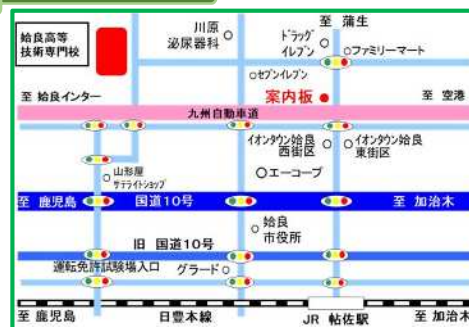 至 蒲生
川原
泌尿器科
ドラッグ
イレブン
ファミリーマート
姶良高等
技術専門校
セブンイレブン
案内板
至 姶良インター
至 空港
九州自動車道
イオンタウン姶良
西街区
イオンタウン姶良
東街区
山形屋
サテライトショップ
エーコープ
至 鹿児島
国道10号
至 加治木
姶良
市役所
旧 国道10号
運転免許試験場入口
グラード
至 鹿児島
日豊本線
JR 帖佐駅
至 加治木